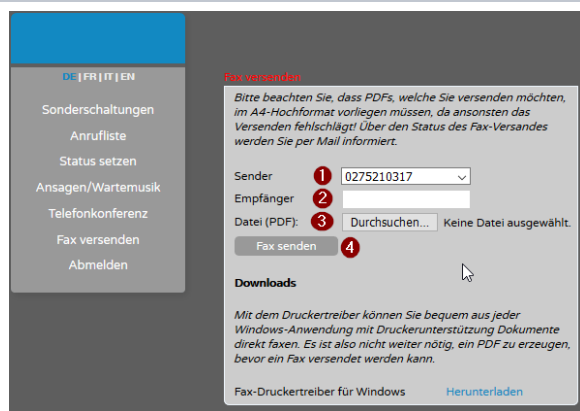 DE | FR | IT | EN
Sonderschaltungen
Anrufliste
Status setzen
Ansagen/Wartemusik
Telefonkonferenz
Fax versenden
Abmelden
Fax versenden
Bitte beachten Sie, dass PDFs, welche Sie versenden möchten,
im A4-Hochformat vorliegen müssen, da ansonsten das
Versenden fehlschlägt! Über den Status des Fax-Versandes
werden Sie per Mail informiert.
Sender 1 0275210317
Empfänger 2
Datei (PDF): 3 Durchsuchen... Keine Datei ausgewählt.
Fax senden 4
Downloads
Mit dem Druckertreiber können Sie bequem aus jeder
Windows-Anwendung mit Druckerunterstützung Dokumente
direkt faxen. Es ist also nicht weiter nötig, ein PDF zu erzeugen,
bevor ein Fax versendet werden kann.
Fax-Druckertreiber für Windows Herunterladen